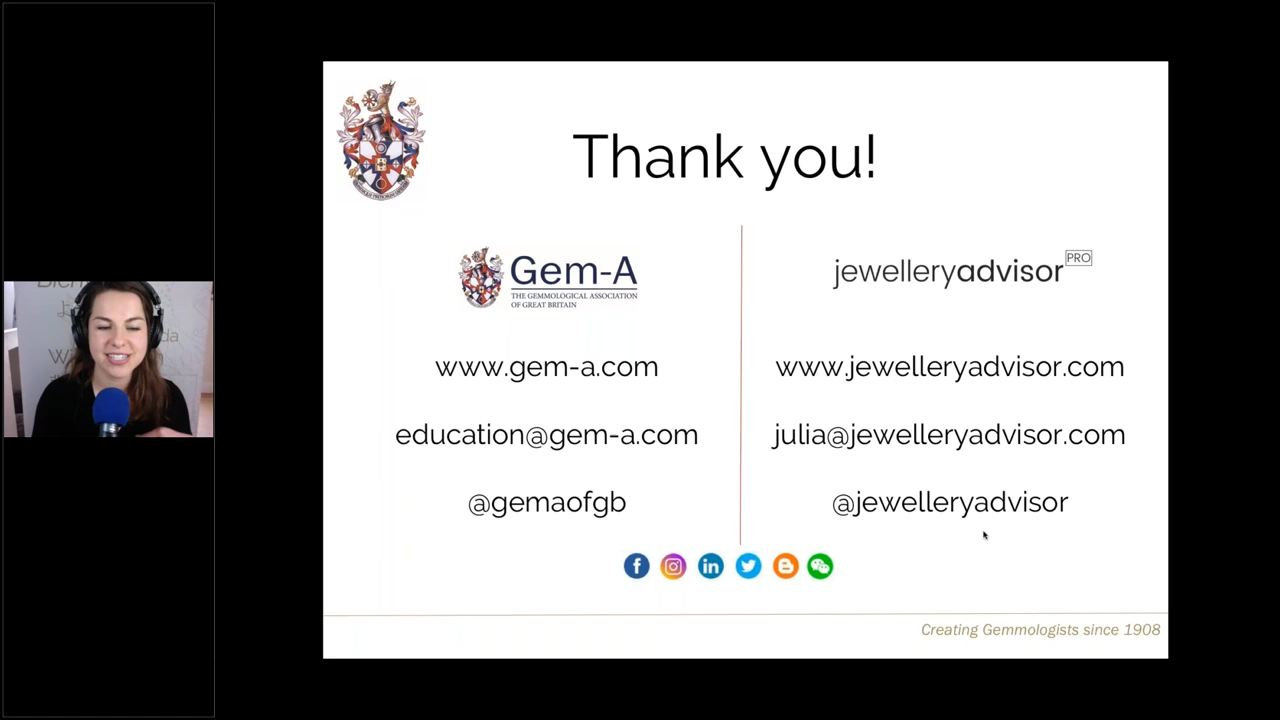 Thank you!
Gem-A
THE GEMMOLOGICAL ASSOCIATION
OF GREAT BRITAIN
www.gem-a.com
education@gem-a.com
@gemaofgb
jewelleryadvisor PRO
www.jewelleryadvisor.com
julia@jewelleryadvisor.com
@jewelleryadvisor
Creating Gemmologists since 1908